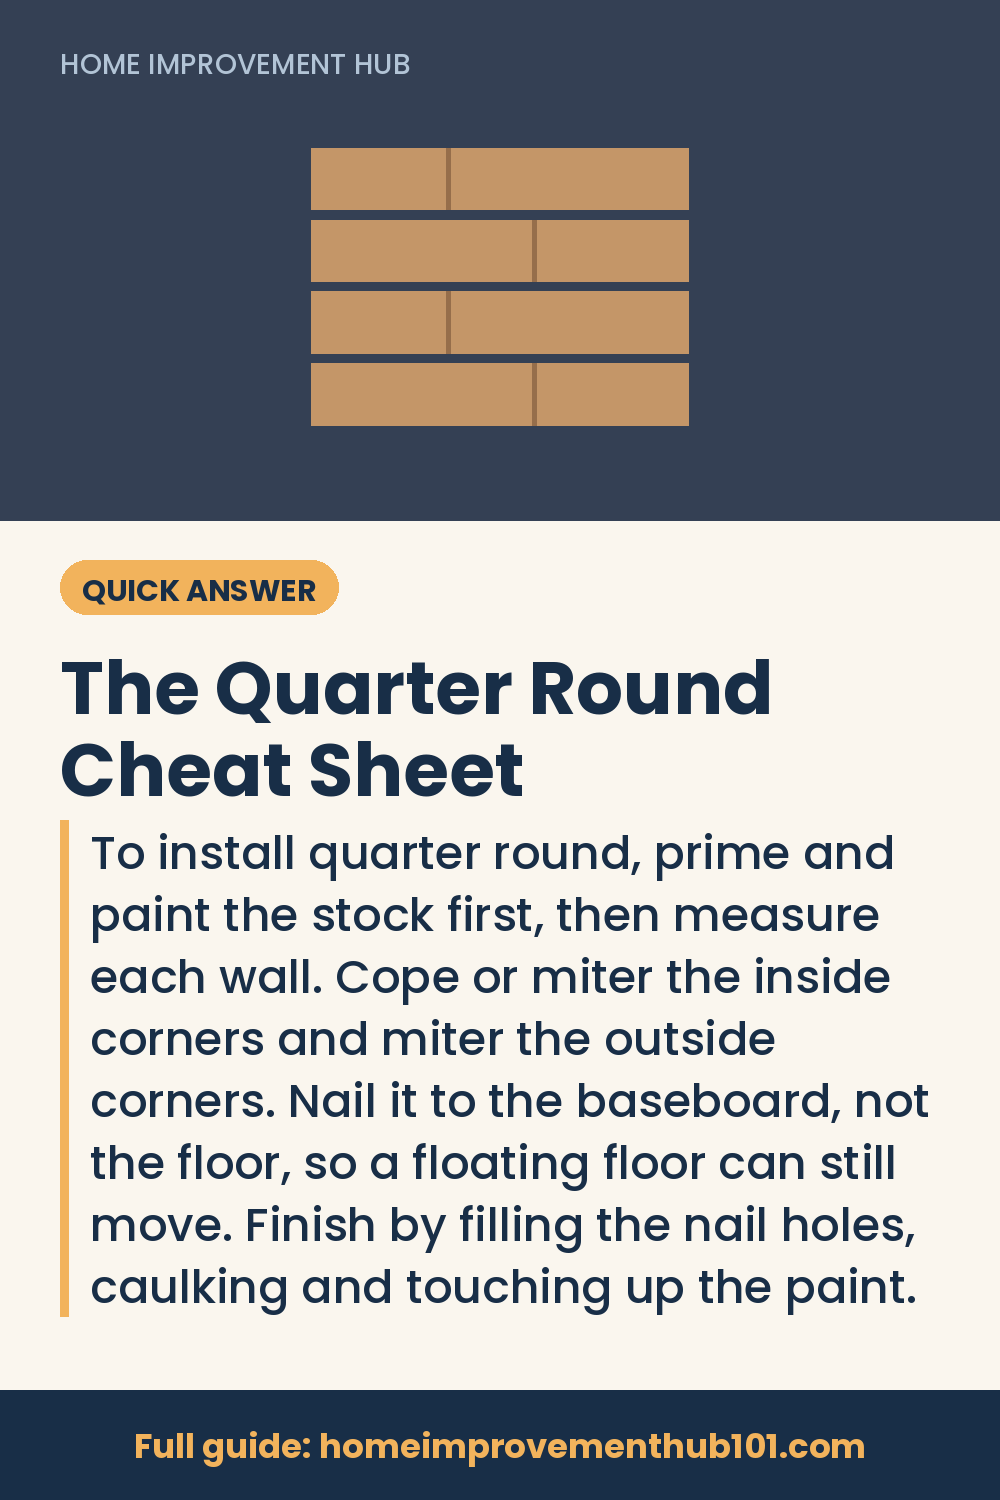 HOME IMPROVEMENT HUB
QUICK ANSWER
The Quarter Round
Cheat Sheet
To install quarter round, prime and
paint the stock first, then measure
each wall. Cope or miter the inside
corners and miter the outside
corners. Nail it to the baseboard, not
the floor, so a floating floor can still
move. Finish by filling the nail holes,
caulking and touching up the paint.
Full guide: homeimprovementhub101.com